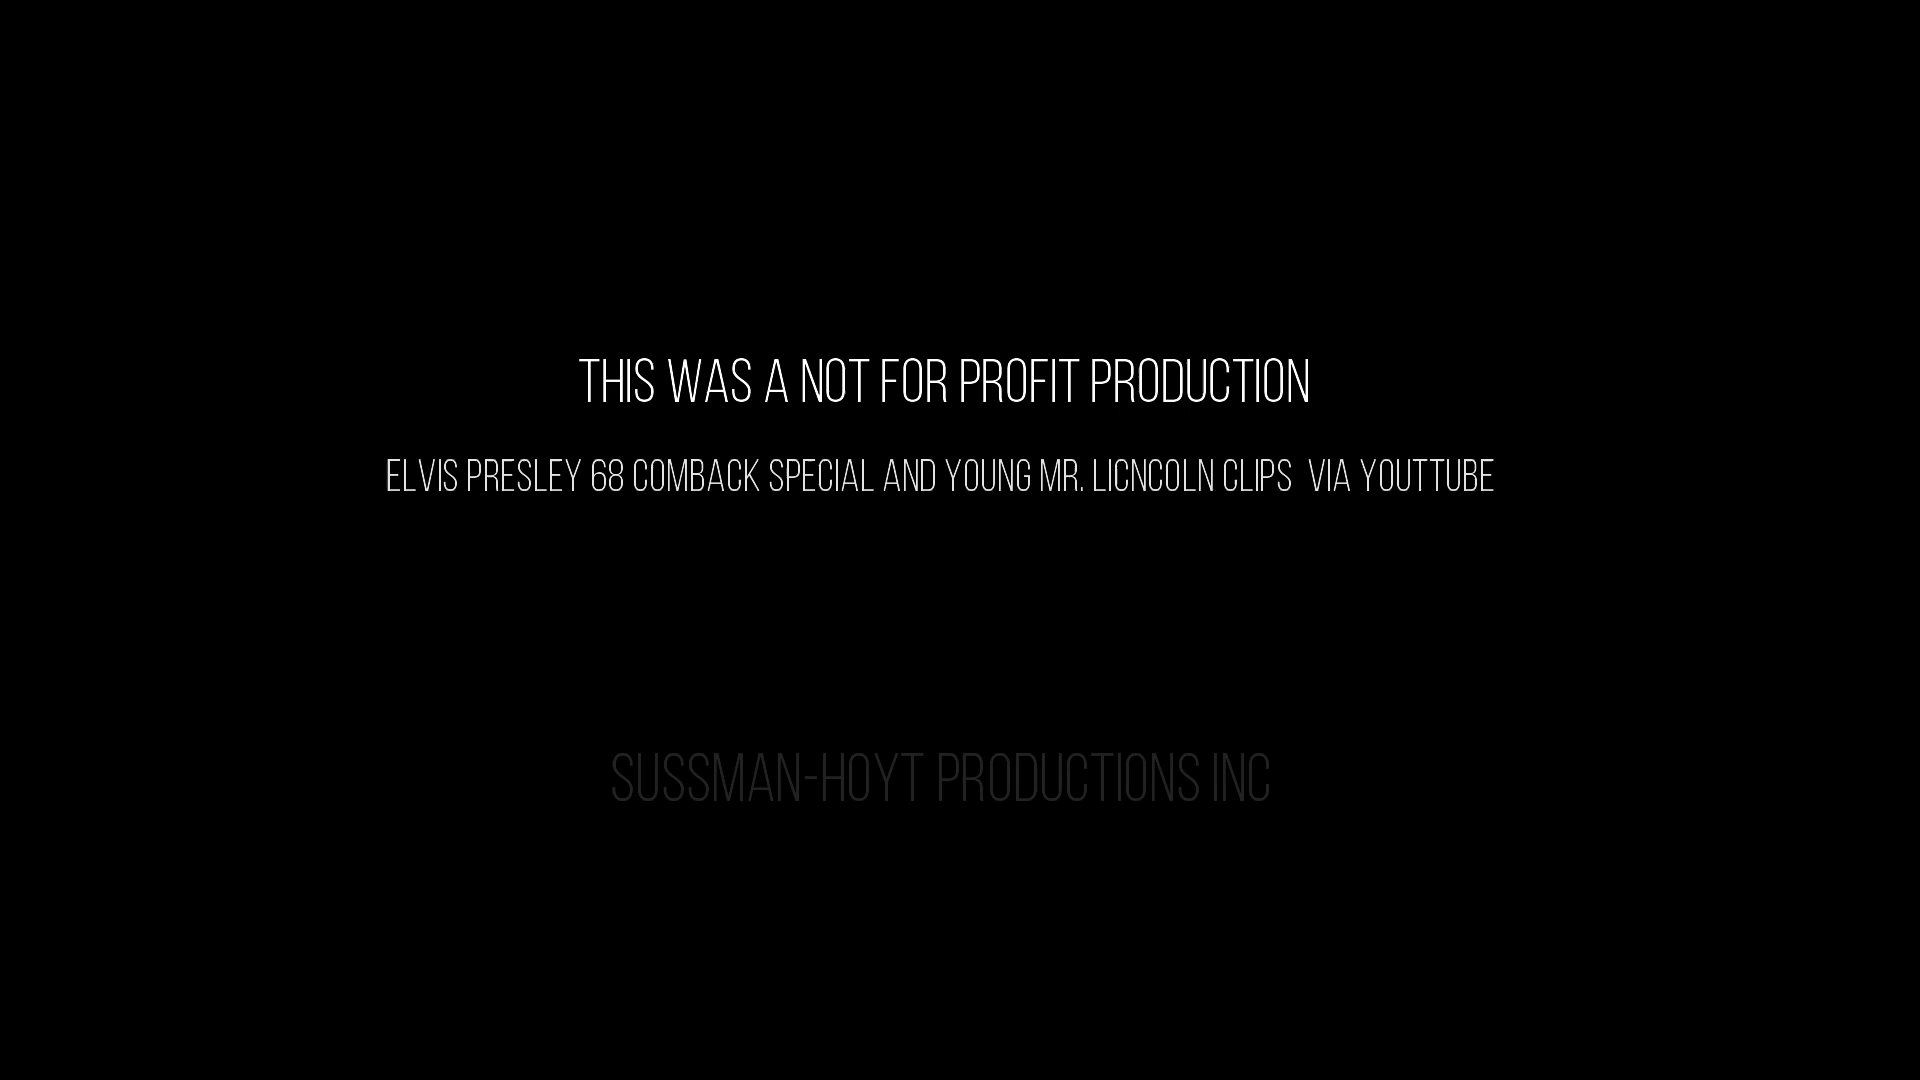 THIS WAS A NOT FOR PROFIT PRODUCTION
ELVIS PRESLEY 68 COMBACK SPECIAL AND YOUNG MR. LICNCOLN CLIPS  VIA YOUTTUBE
SUSSMAN-HOYT PRODUCTIONS INC